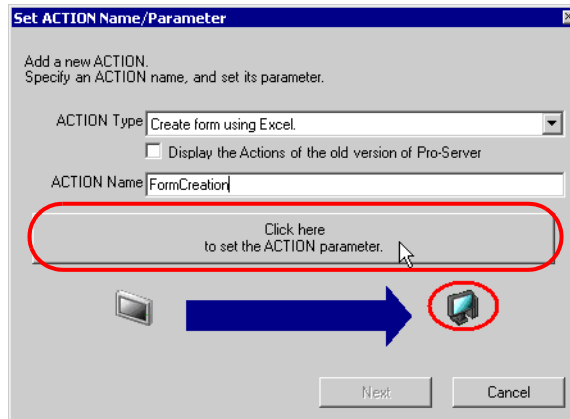 Set ACTION Name/Parameter
Add a new ACTION.
Specify an ACTION name, and set its parameter.
ACTION Type Create form using Excel.
Display the Actions of the old version of Pro-Server
ACTION Name FormCreation
Click here
to set the ACTION parameter.
Next Cancel